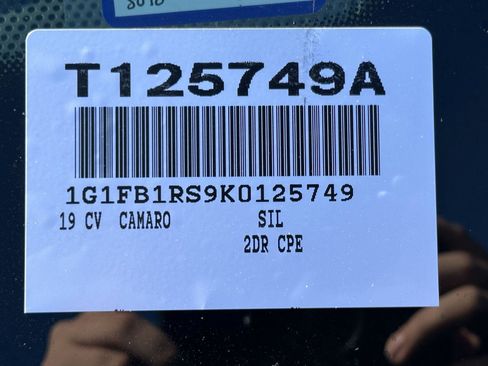 T125749A
1G1FB1RS9K0125749
19 CV CAMARO SIL
2DR CPE